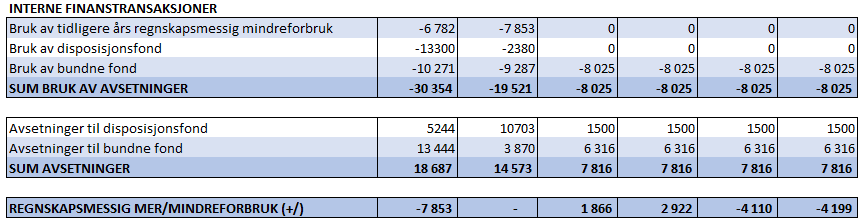 INTERNE FINANSTRANSAKSJONER
Bruk av tidligere års regnskapsmessig mindreforbruk -6 782 -7 853 0 0 0 0
Bruk av disposisjonsfond -13300 -2380 0 0 0 0
Bruk av bundne fond -10 271 -9 287 -8 025 -8 025 -8 025 -8 025
SUM BRUK AV AVSETNINGER -30 354 -19 521 -8 025 -8 025 -8 025 -8 025
Avsetninger til disposisjonsfond 5244 10703 1500 1500 1500 1500
Avsetninger til bundne fond 13 444 3 870 6 316 6 316 6 316 6 316
SUM AVSETNINGER 18 687 14 573 7 816 7 816 7 816 7 816
REGNSKAPSMESSIG MER/MINDREFORBRUK (+/) -7 853 - 1 866 2 922 -4 110 -4 199